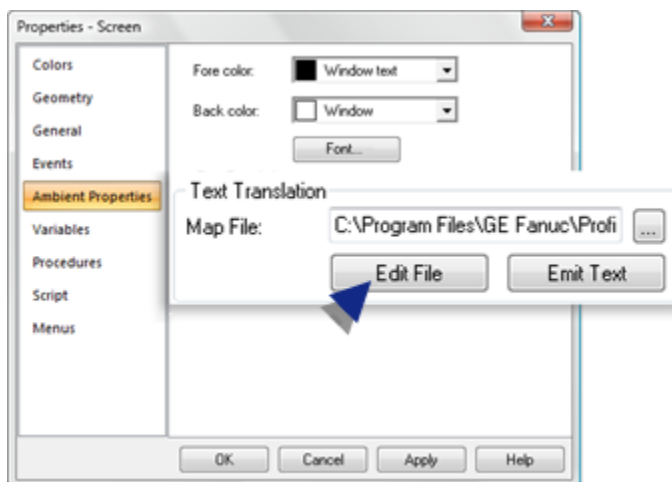 Properties - Screen
Colors
Geometry
General
Events
Ambient Properties
Variables
Procedures
Script
Menus
Fore color: Window text
Back color: Window
Font...
Text Translation
Map File: C:\Program Files\GE Fanuc\Profi ...
Edit File Emit Text
OK Cancel Apply Help